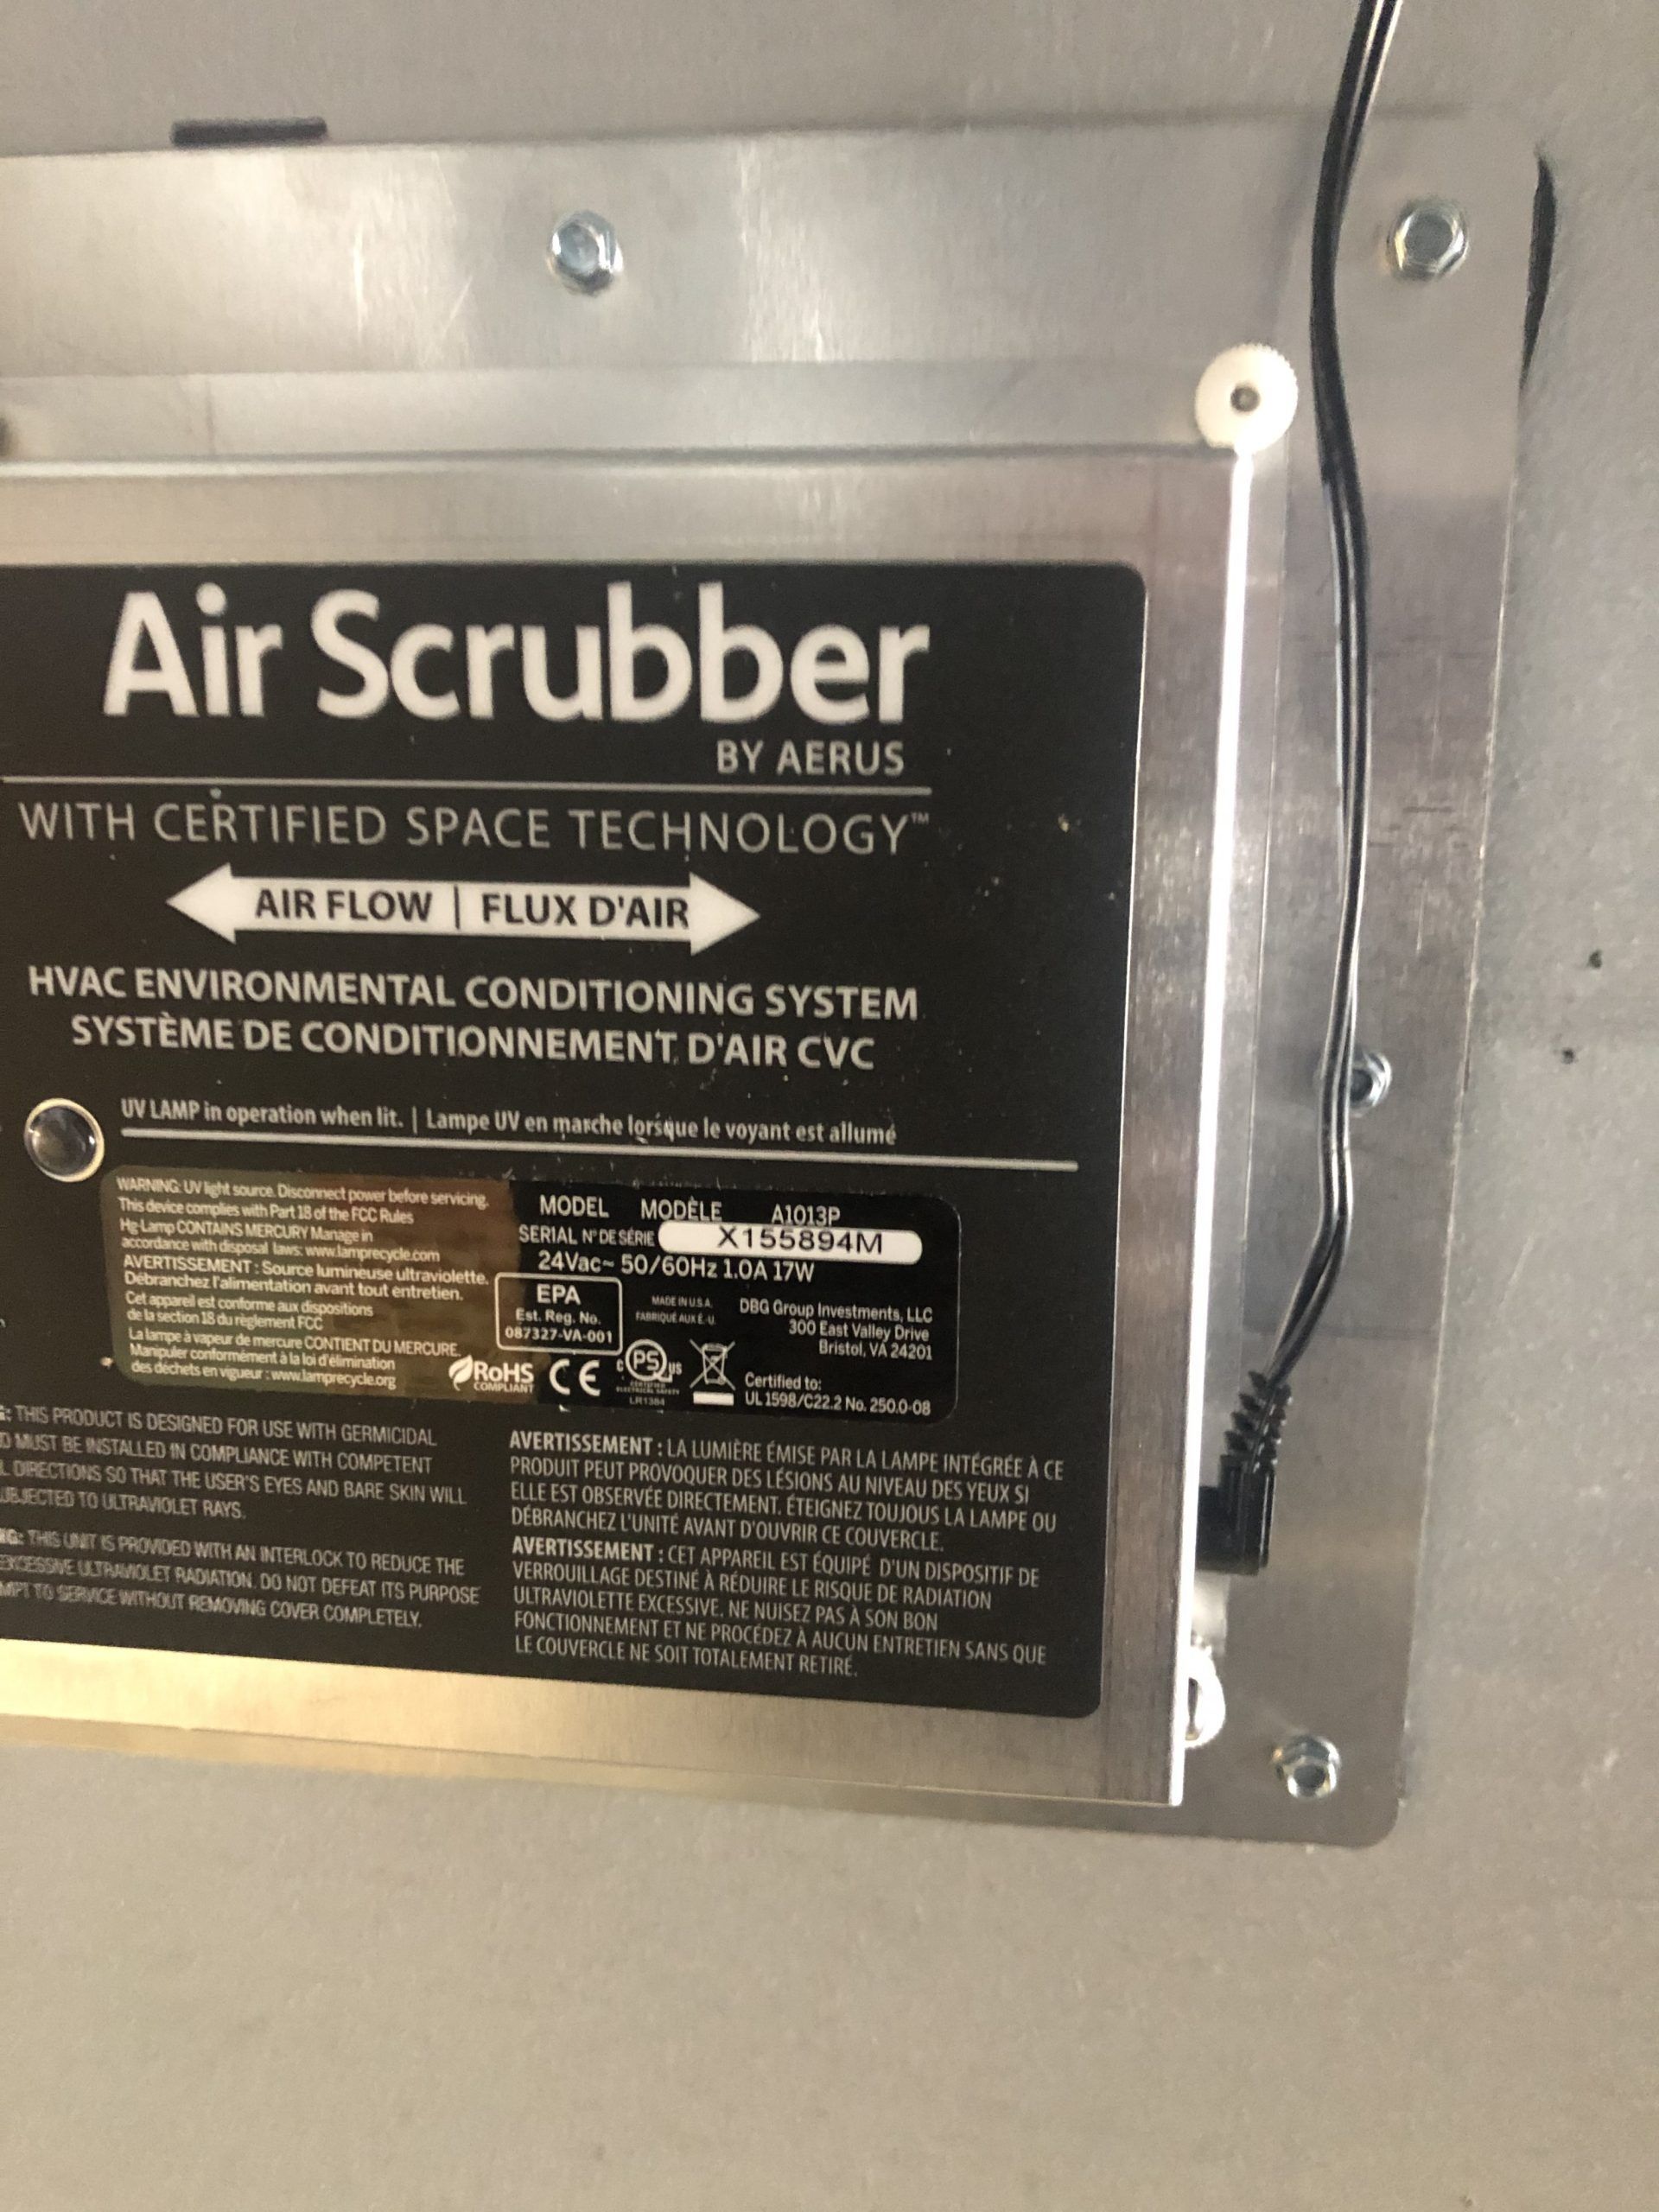 Air Scrubber
BY AERUS
WITH CERTIFIED SPACE TECHNOLOGY™
AIR FLOW | FLUX D'AIR
HVAC ENVIRONMENTAL CONDITIONING SYSTEM
SYSTÈME DE CONDITIONNEMENT D'AIR CVC
UV LAMP in operation when lit. | Lampe UV en marche lorsque le voyant est allumé
WARNING: UV light source. Disconnect power before servicing.
This device complies with Part 18 of the FCC Rules
Hg-Lamp CONTAINS MERCURY Manage in
accordance with disposal laws: www.lamprecycle.com
AVERTISSEMENT : Source lumineuse ultraviolette.
Débranchez l'alimentation avant tout entretien.
Cet appareil est conforme aux dispositions
de la section 18 du règlement FCC
La lampe à vapeur de mercure CONTIENT DU MERCURE.
Manipuler conformément à la loi d'élimination
des déchets en vigueur : www.lamprecycle.org
MODEL MODÈLE A1013P
SERIAL N° DE SÉRIE X155894M
24Vac~ 50/60Hz 1.0A 17W
EPA
Est. Reg. No.
087327-VA-001
MADE IN U.S.A.
FABRIQUÉ AUX É.-U.
DBG Group Investments, LLC
300 East Valley Drive
Bristol, VA 24201
RoHS
COMPLIANT
CE
c PS us
CERTIFIED
ELECTRICAL SAFETY
LR1384
Certified to:
UL 1598/C22.2 No. 250.0-08
THIS PRODUCT IS DESIGNED FOR USE WITH GERMICIDAL
MUST BE INSTALLED IN COMPLIANCE WITH COMPETENT
DIRECTIONS SO THAT THE USER'S EYES AND BARE SKIN WILL
UBJECTED TO ULTRAVIOLET RAYS.
THIS UNIT IS PROVIDED WITH AN INTERLOCK TO REDUCE THE
EXCESSIVE ULTRAVIOLET RADIATION. DO NOT DEFEAT ITS PURPOSE
MPT TO SERVICE WITHOUT REMOVING COVER COMPLETELY.
AVERTISSEMENT : LA LUMIÈRE ÉMISE PAR LA LAMPE INTÉGRÉE À CE
PRODUIT PEUT PROVOQUER DES LÉSIONS AU NIVEAU DES YEUX SI
ELLE EST OBSERVÉE DIRECTEMENT. ÉTEIGNEZ TOUJOURS LA LAMPE OU
DÉBRANCHEZ L'UNITÉ AVANT D'OUVRIR CE COUVERCLE.
AVERTISSEMENT : CET APPAREIL EST ÉQUIPÉ D'UN DISPOSITIF DE
VERROUILLAGE DESTINÉ À RÉDUIRE LE RISQUE DE RADIATION
ULTRAVIOLETTE EXCESSIVE. NE NUISEZ PAS À SON BON
FONCTIONNEMENT ET NE PROCÉDEZ À AUCUN ENTRETIEN SANS QUE
LE COUVERCLE NE SOIT TOTALEMENT RETIRÉ.